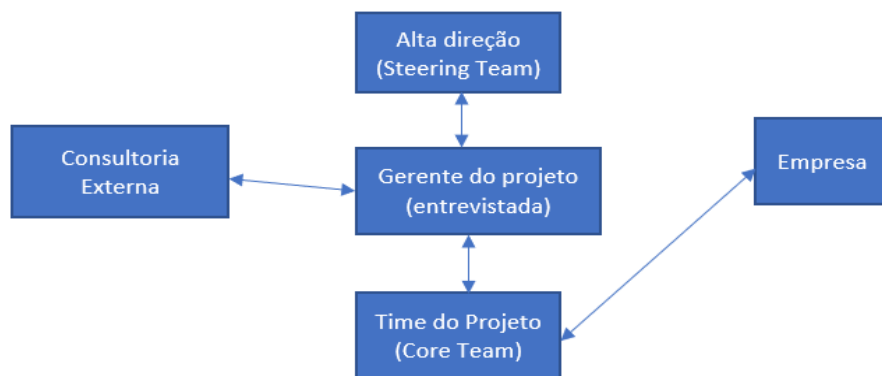 Alta direção
(Steering Team)
Consultoria
Externa
Gerente do projeto
(entrevistada)
Empresa
Time do Projeto
(Core Team)